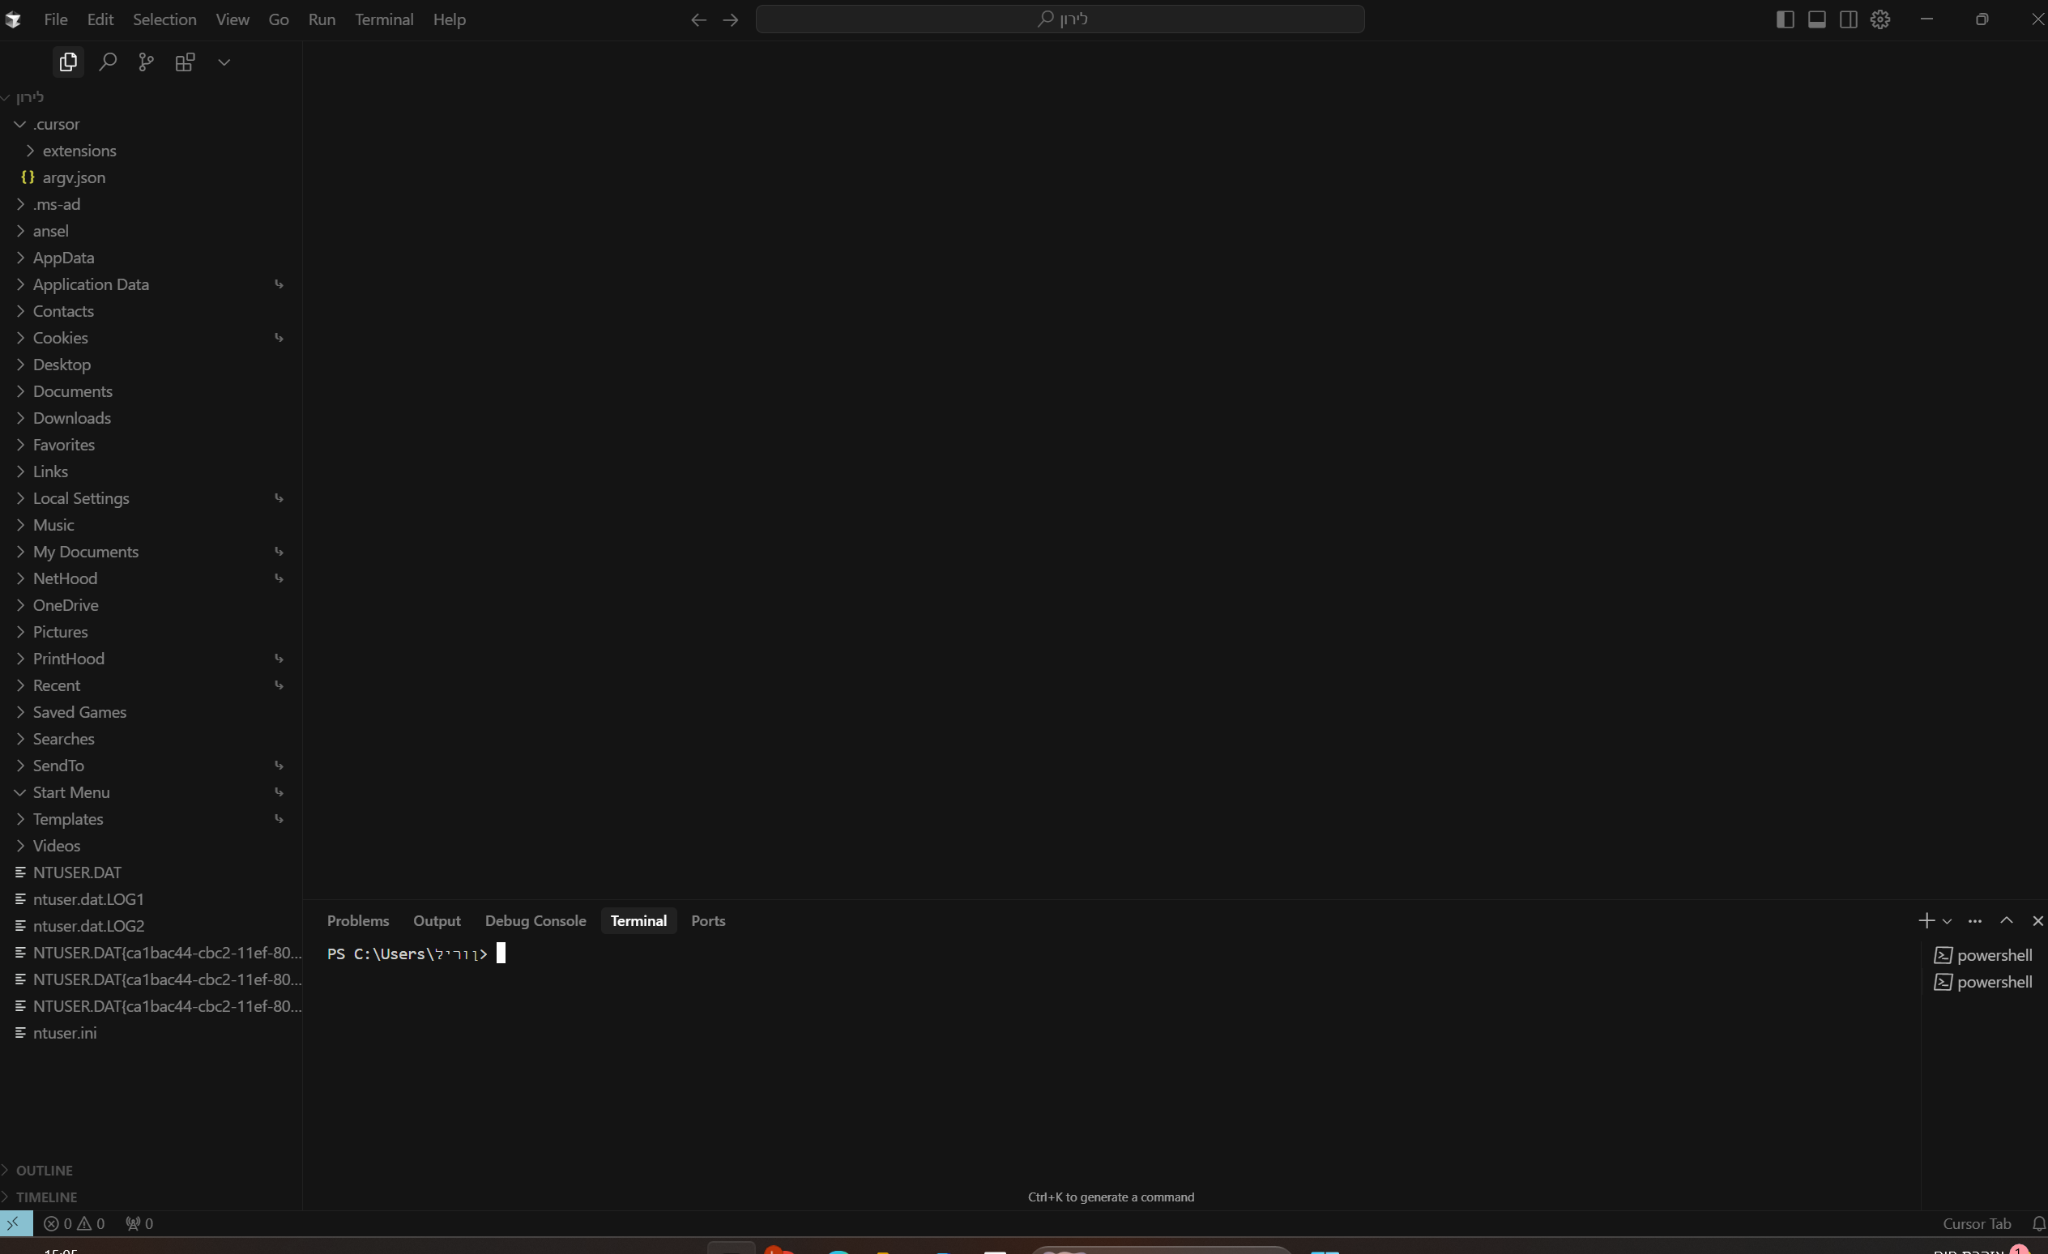 File Edit Selection View Go Run Terminal Help
לירון
לירון
.cursor
extensions
{} argv.json
.ms-ad
ansel
AppData
Application Data
Contacts
Cookies
Desktop
Documents
Downloads
Favorites
Links
Local Settings
Music
My Documents
NetHood
OneDrive
Pictures
PrintHood
Recent
Saved Games
Searches
SendTo
Start Menu
Templates
Videos
NTUSER.DAT
ntuser.dat.LOG1
ntuser.dat.LOG2
NTUSER.DAT{ca1bac44-cbc2-11ef-80...
NTUSER.DAT{ca1bac44-cbc2-11ef-80...
NTUSER.DAT{ca1bac44-cbc2-11ef-80...
ntuser.ini
OUTLINE
TIMELINE
Problems Output Debug Console Terminal Ports
PS C:\Users\לירון>
powershell
powershell
Ctrl+K to generate a command
0 0 0
Cursor Tab